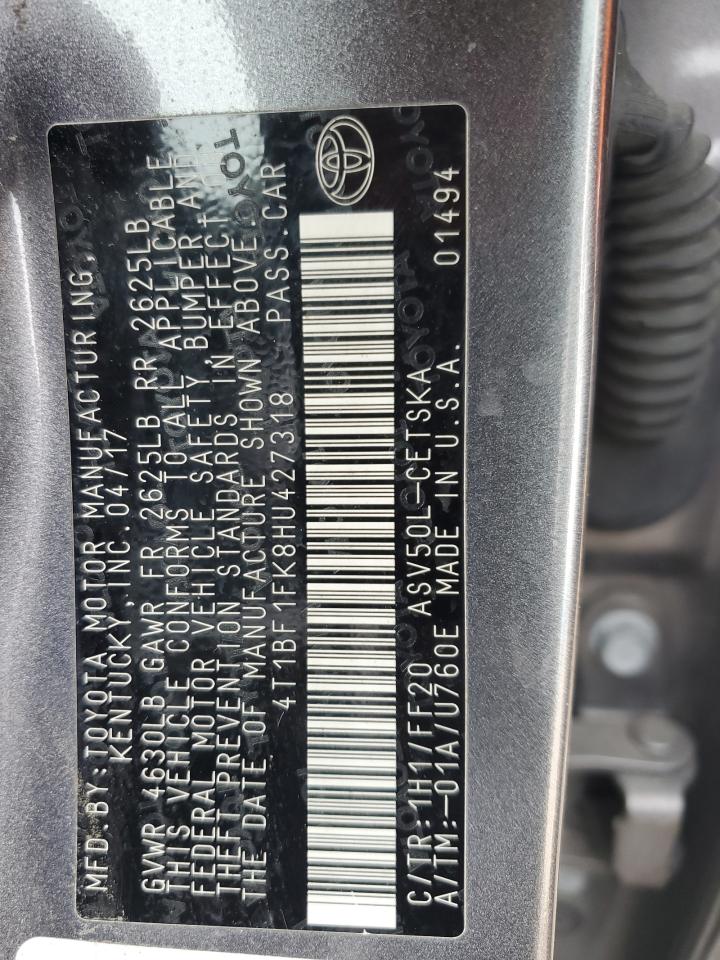 MFD.BY:TOYOTA MOTOR MANUFACTURING,
KENTUCKY,INC.04/17
GVWR 4630LB GAWR FR 2625LB RR 2625LB
THIS VEHICLE CONFORMS TO ALL APPLICABLE
FEDERAL MOTOR VEHICLE SAFETY,BUMPER,AND
THEFT PREVENTION STANDARDS IN EFFECT ON
THE DATE OF MANUFACTURE SHOWN ABOVE.
4T1BF1FK8HU427318 PASS.CAR
C/TR:1H1/FF20 ASV50L-CETSKA
A/TM:-01A/U760E MADE IN U.S.A. 01494